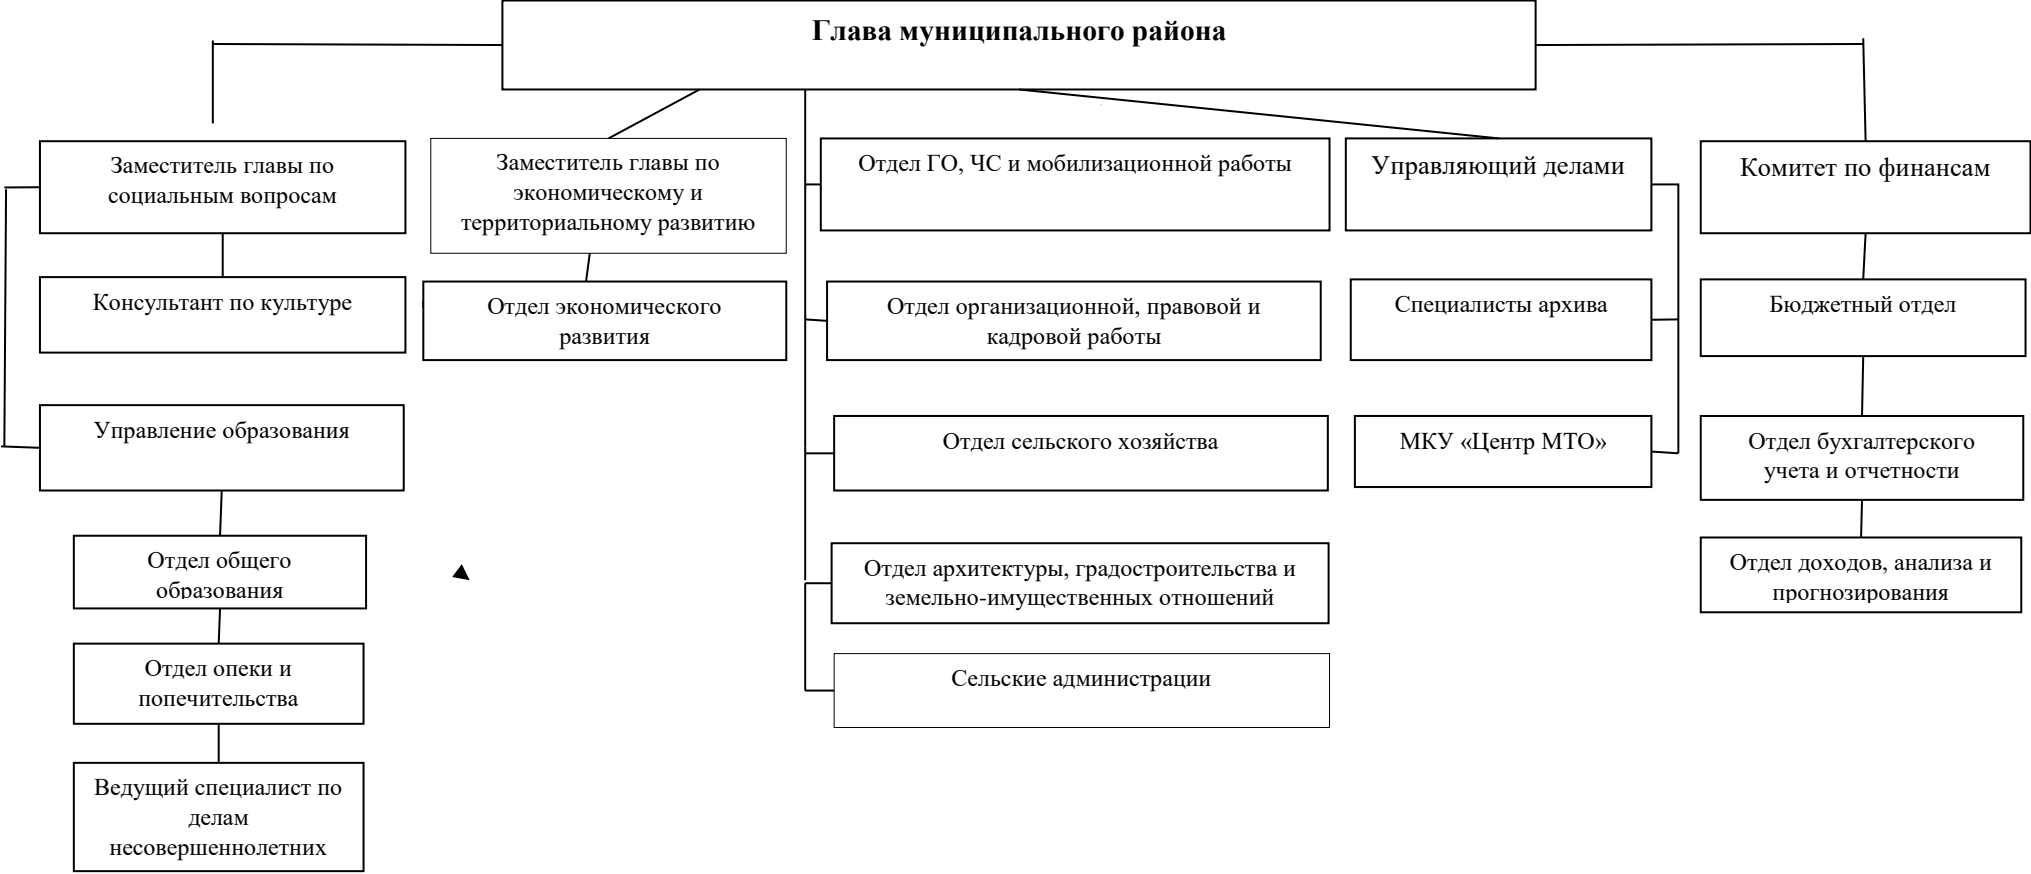 Глава муниципального района
Заместитель главы по
социальным вопросам
Консультант по культуре
Управление образования
Отдел общего
образования
Отдел опеки и
попечительства
Ведущий специалист по
делам
несовершеннолетних
Заместитель главы по
экономическому и
территориальному развитию
Отдел экономического
развития
Отдел ГО, ЧС и мобилизационной работы
Отдел организационной, правовой и
кадровой работы
Отдел сельского хозяйства
Отдел архитектуры, градостроительства и
земельно-имущественных отношений
Сельские администрации
Управляющий делами
Специалисты архива
МКУ «Центр МТО»
Комитет по финансам
Бюджетный отдел
Отдел бухгалтерского
учета и отчетности
Отдел доходов, анализа и
прогнозирования